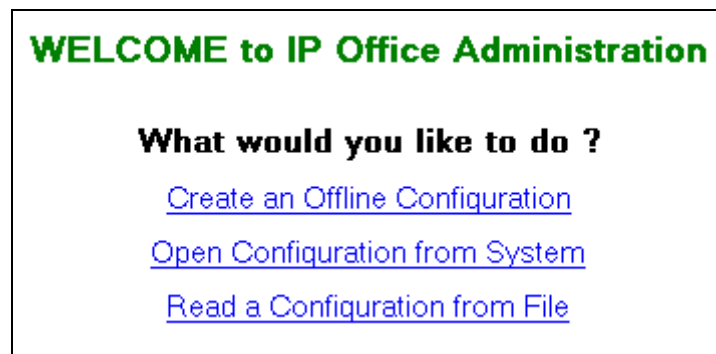 WELCOME to IP Office Administration
What would you like to do ?
Create an Offline Configuration
Open Configuration from System
Read a Configuration from File